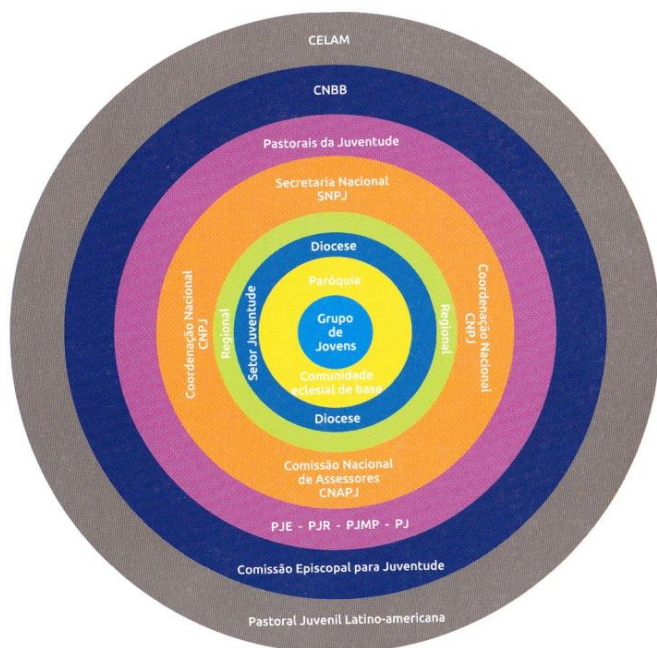 CELAM
CNBB
Pastorais da Juventude
Secretaria Nacional
SNPJ
Diocese
Paróquia
Coordenação Nacional
CNPJ
Regional
Setor Juventude
Grupo
de
Jovens
Regional
Coordenação Nacional
CNPJ
Comunidade
eclesial de base
Diocese
Comissão Nacional
de Assessores
CNAPJ
PJE - PJR - PJMP - PJ
Comissão Episcopal para Juventude
Pastoral Juvenil Latino-americana